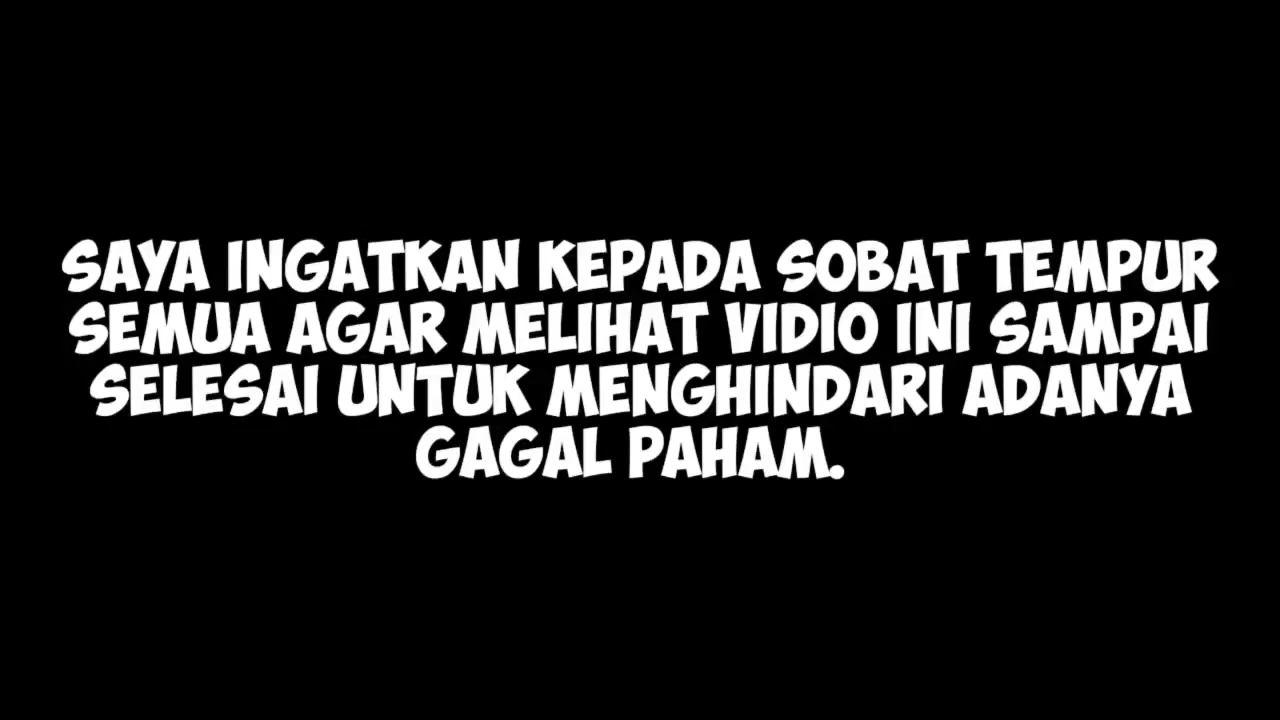 SAYA INGATKAN KEPADA SOBAT TEMPUR
SEMUA AGAR MELIHAT VIDIO INI SAMPAI
SELESAI UNTUK MENGHINDARI ADANYA
GAGAL PAHAM.